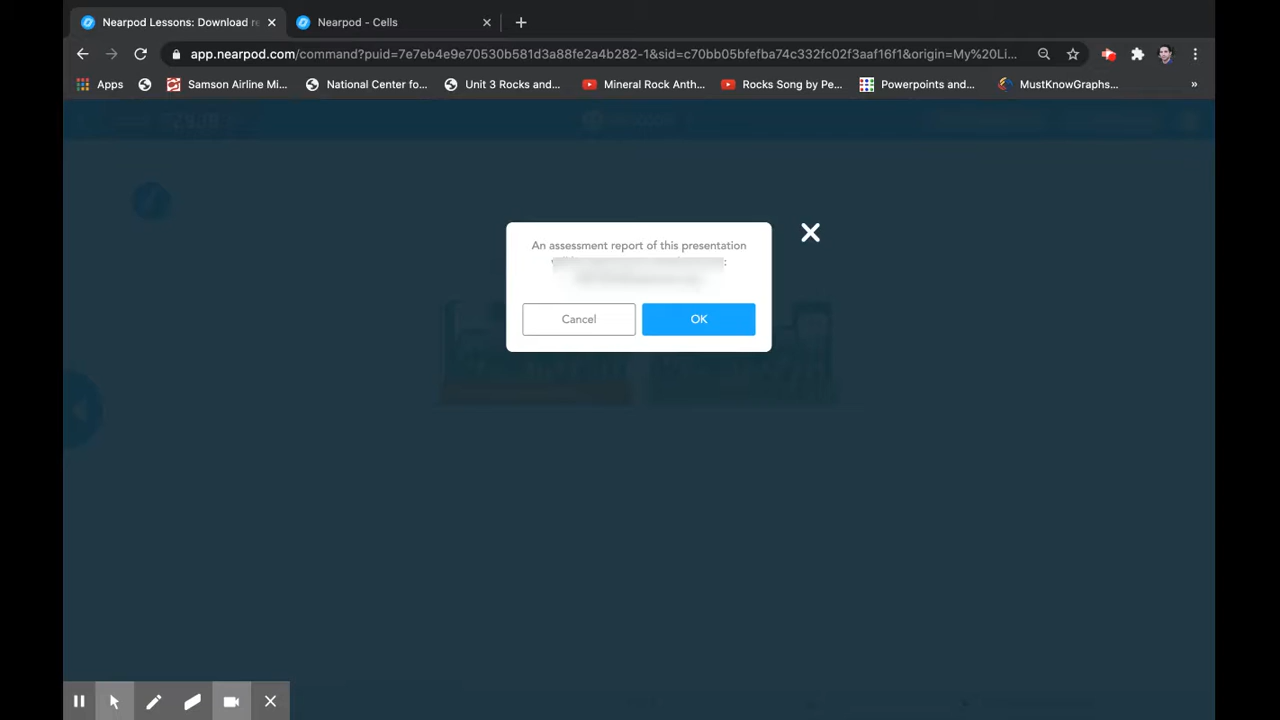 Nearpod Lessons: Download re
Nearpod - Cells
app.nearpod.com/command?puid=7e7eb4e9e70530b581d3a88fe2a4b282-1&sid=c70bb05bfefba74c332fc02f3aaf16f1&origin=My%20Li...
Apps
Samson Airline Mi...
National Center fo...
Unit 3 Rocks and...
Mineral Rock Anth...
Rocks Song by Pe...
Powerpoints and...
MustKnowGraphs...
»
An assessment report of this presentation
Cancel
OK